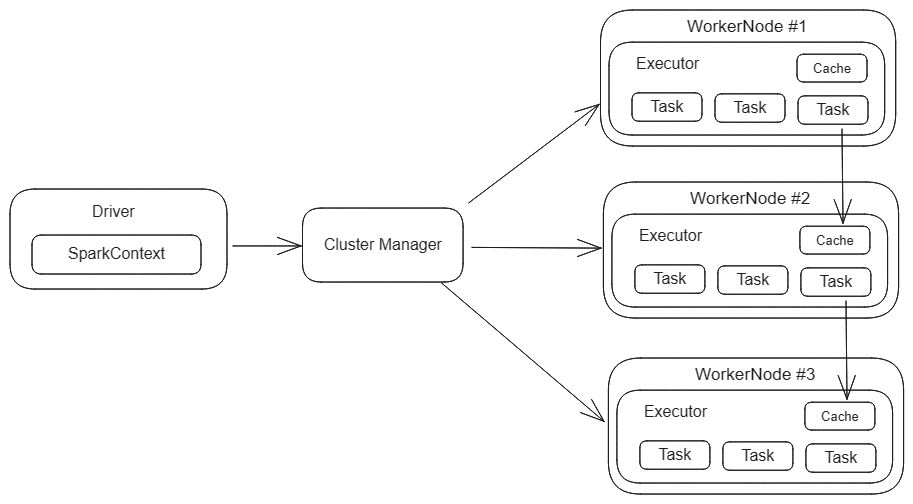 Driver
SparkContext
Cluster Manager
WorkerNode #1
Executor
Cache
Task
Task
Task
WorkerNode #2
Executor
Cache
Task
Task
Task
WorkerNode #3
Executor
Cache
Task
Task
Task